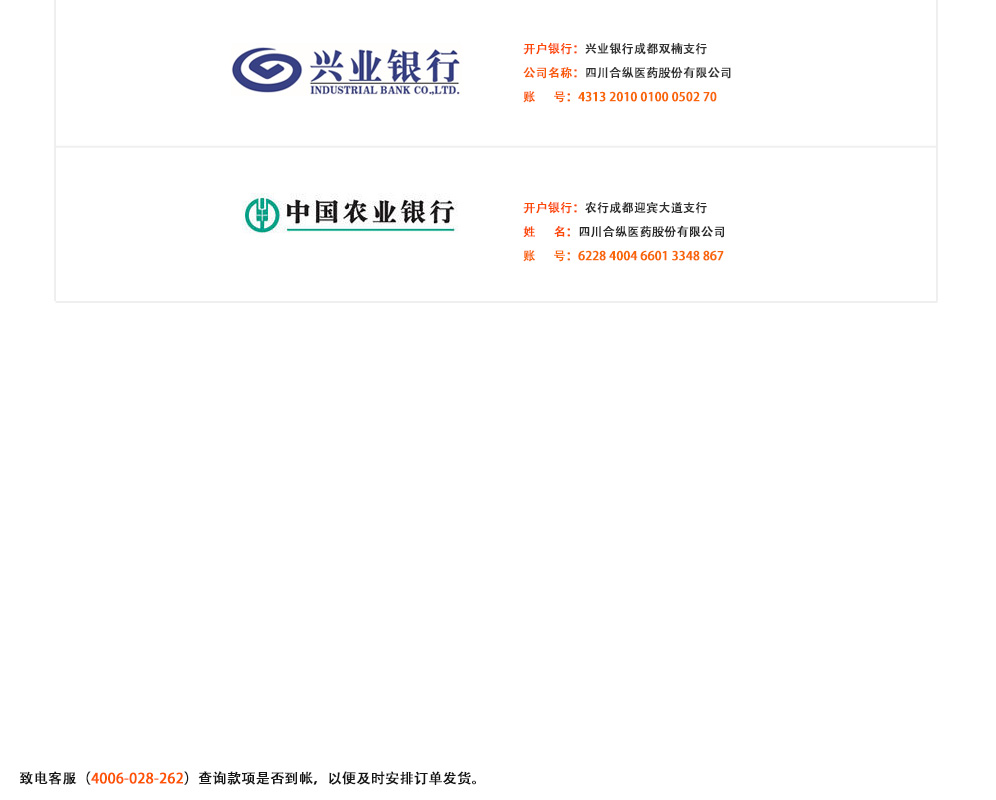 兴业银行
INDUSTRIAL BANK CO.,LTD.
开户银行：兴业银行成都双楠支行
公司名称：四川合纵医药股份有限公司
账 号：4313 2010 0100 0502 70
中国农业银行
开户银行：农行成都迎宾大道支行
姓 名：四川合纵医药股份有限公司
账 号：6228 4004 6601 3348 867
致电客服（4006-028-262）查询款项是否到帐，以便及时安排订单发货。